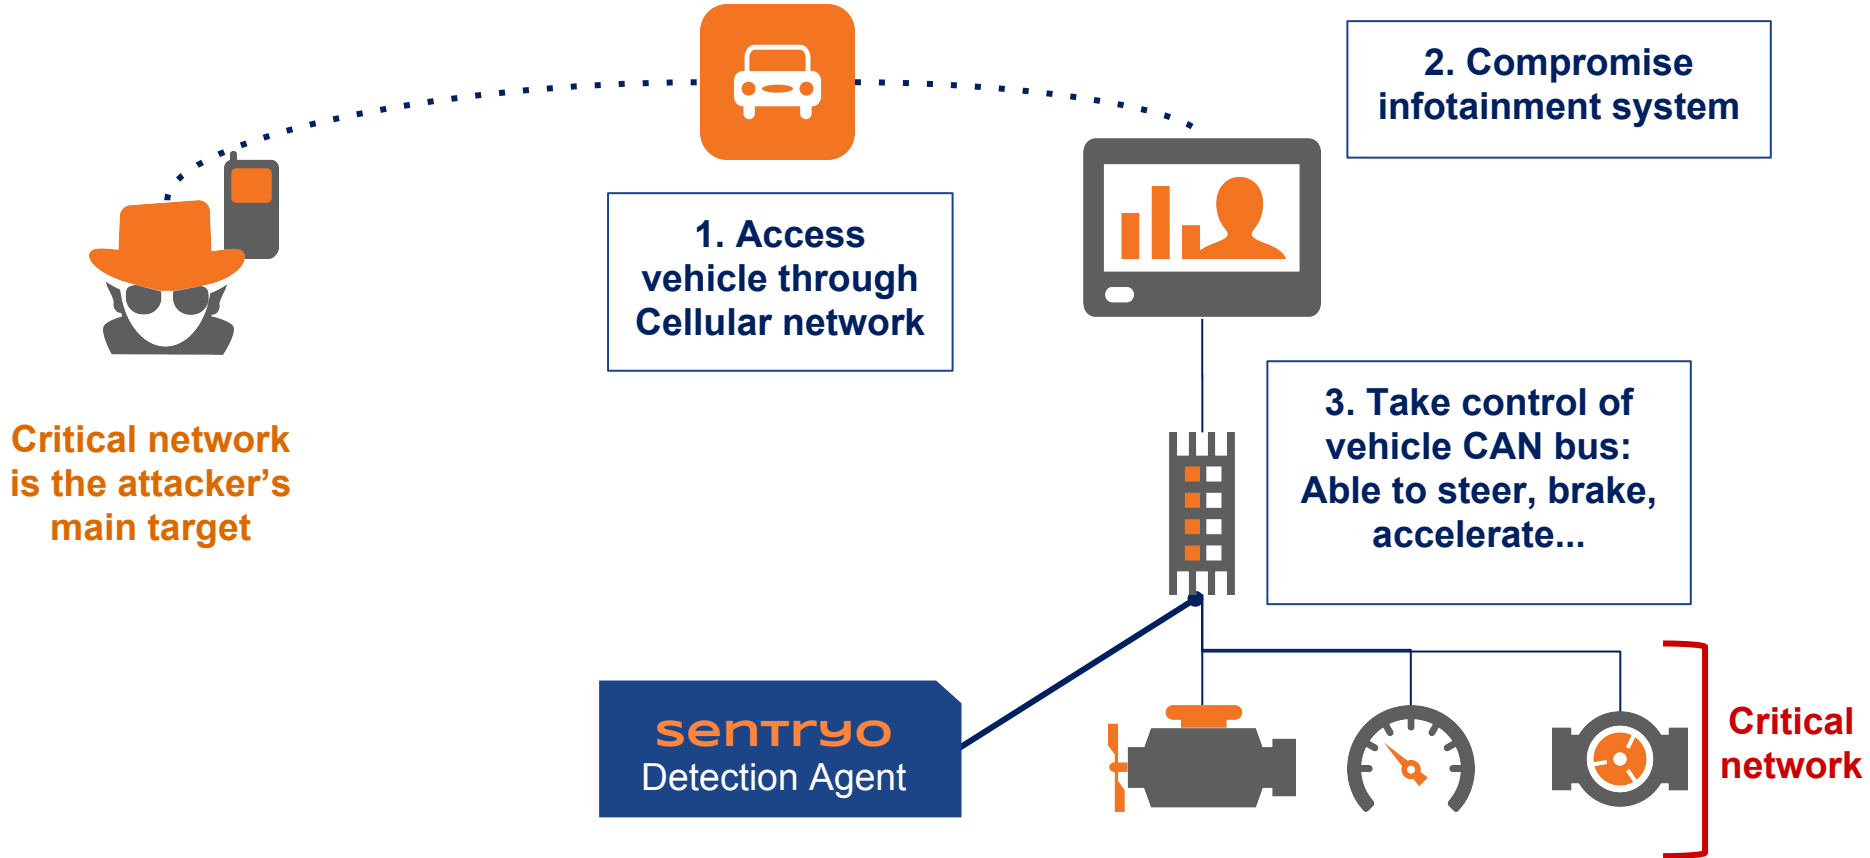 2. Compromise
infotainment system
1. Access
vehicle through
Cellular network
3. Take control of
vehicle CAN bus:
Able to steer, brake,
accelerate...
Critical network
is the attacker’s
main target
sentryo
Detection Agent
Critical
network